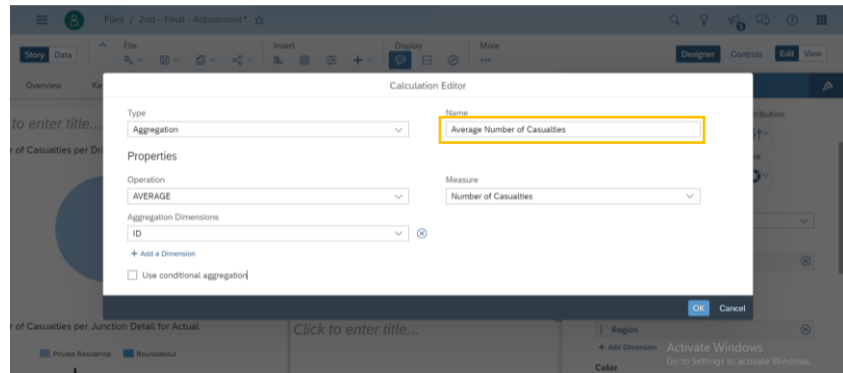 Files / 2nd - Final - Adjustment* ☆
Story Data
File
Insert
Display
More
Designer Controls Edit View
Overview
Ke
Calculation Editor
to enter title...
r of Casualties per Dri
tribution
re
Type
Aggregation
Name
Average Number of Casualties
Properties
Operation
AVERAGE
Measure
Number of Casualties
Aggregation Dimensions
ID
+ Add a Dimension
Use conditional aggregation
OK Cancel
r of Casualties per Junction Detail for Actual
Private Residence Roundabout
Click to enter title...
Region
+ Add Dimension
Color
Activate Windows
Go to Settings to activate Windows.